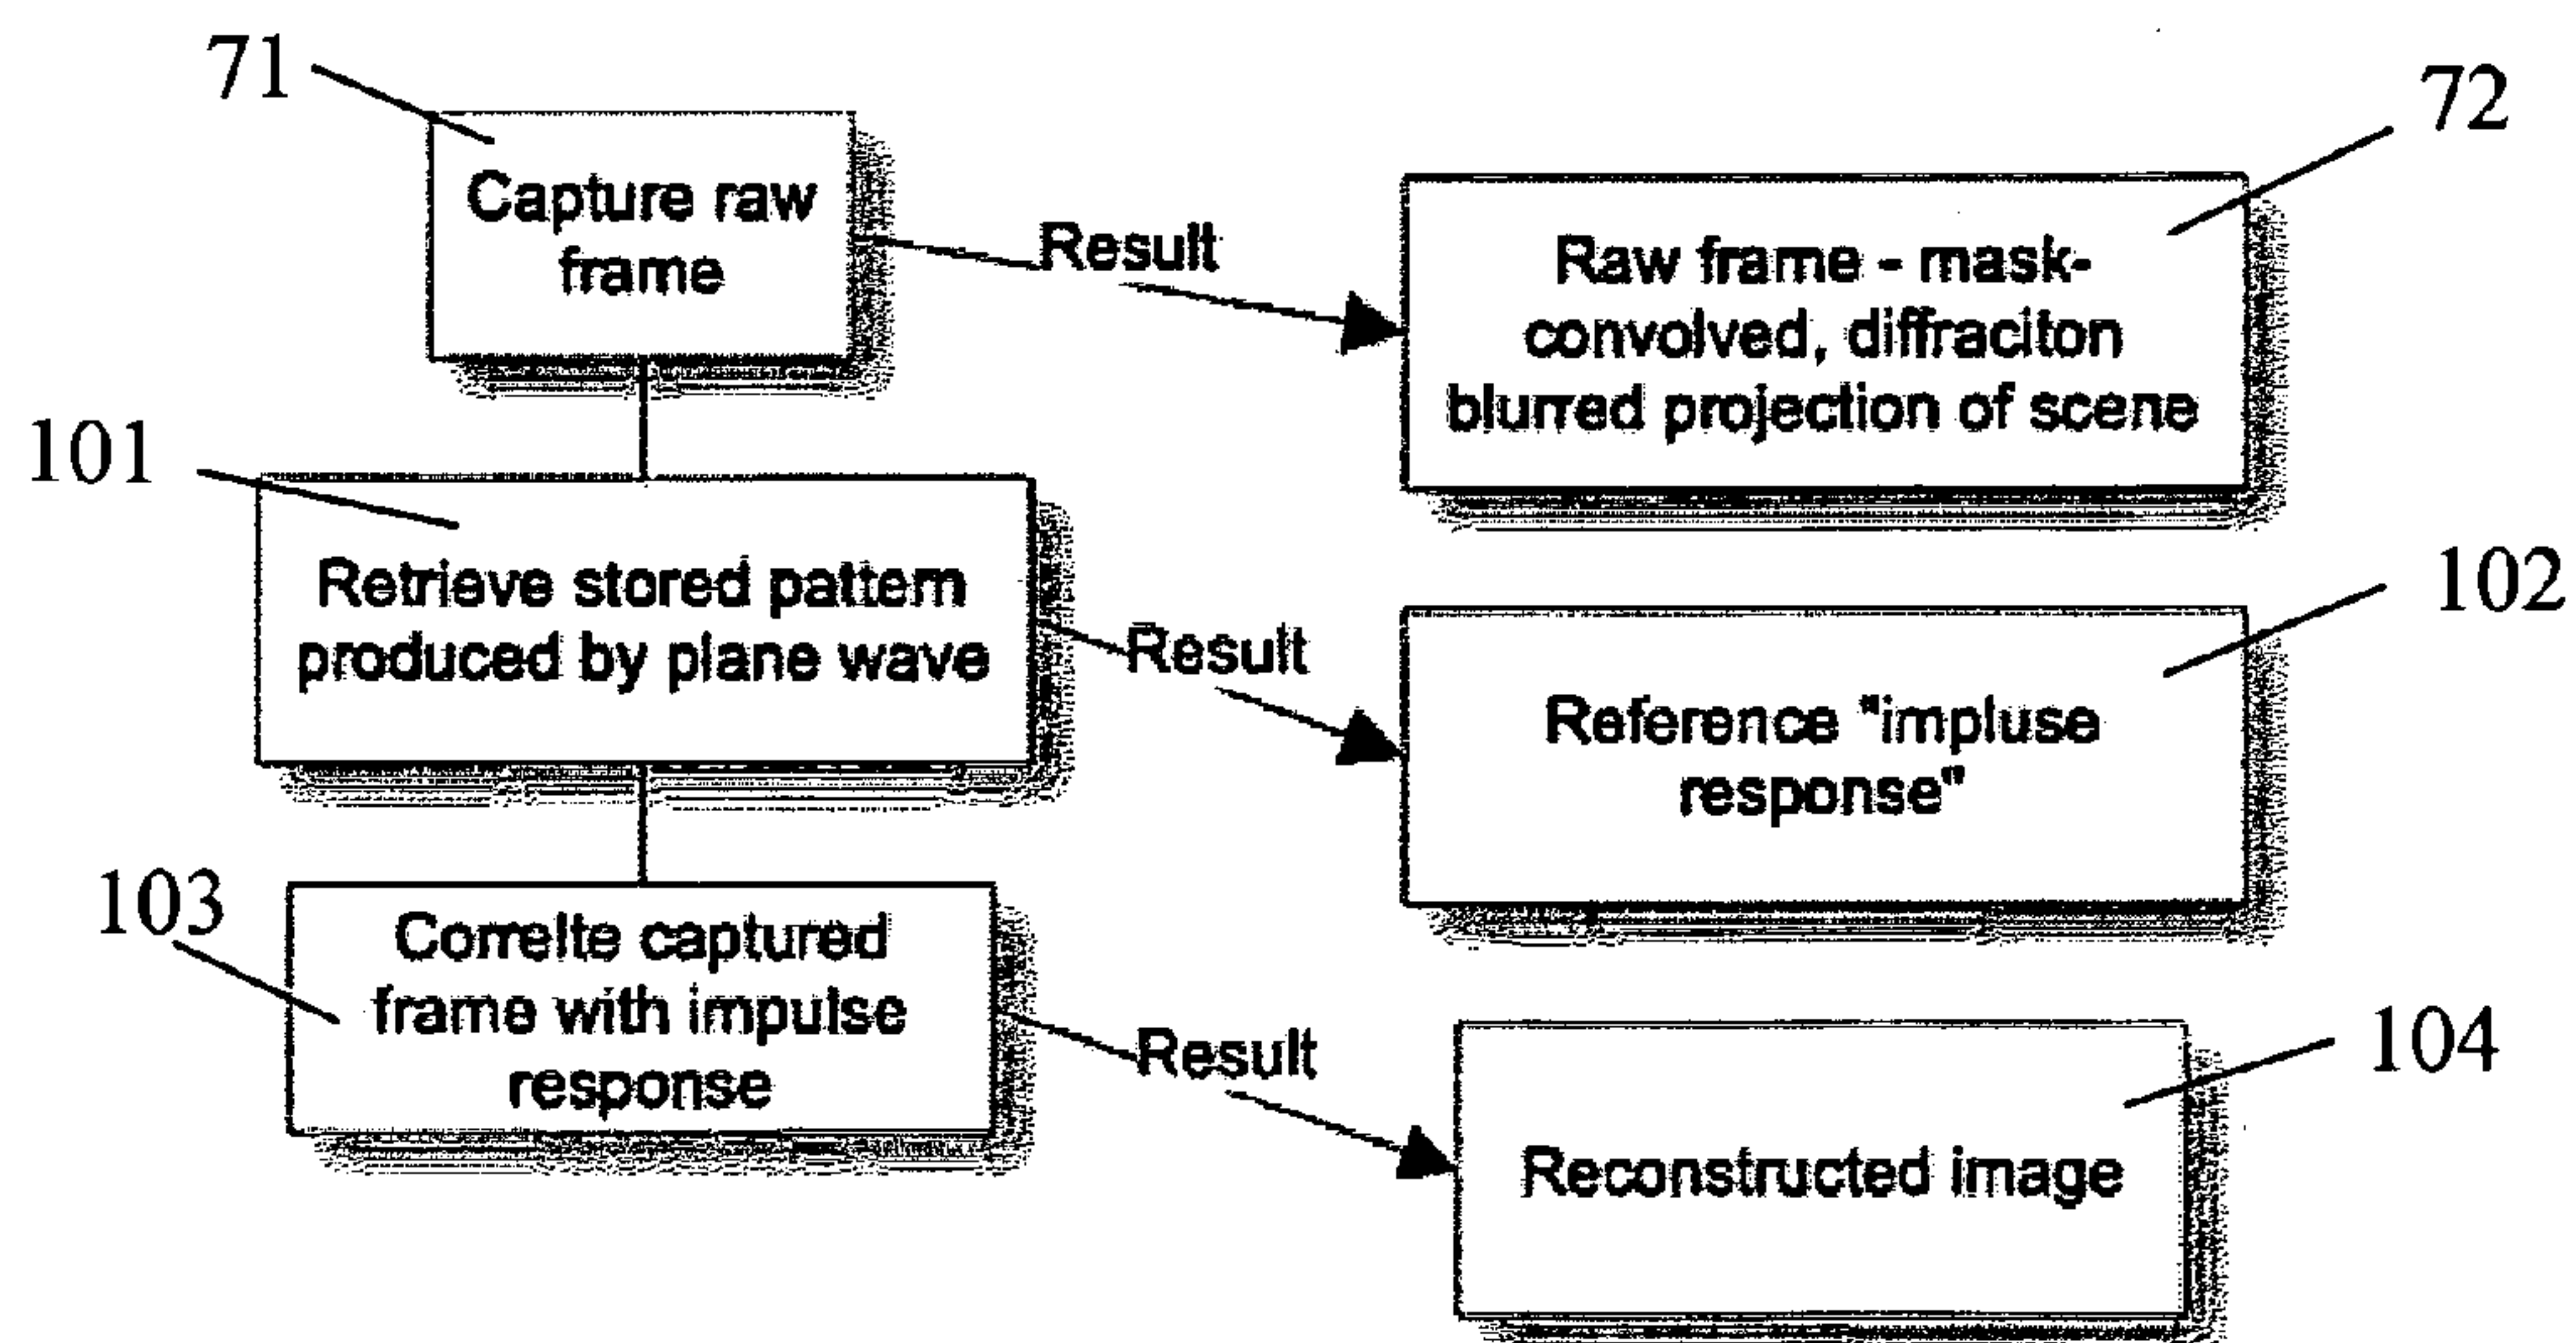 71
Capture raw
frame
Result
72
Raw frame - mask-
convolved, diffraciton
blurred projection of scene
101
Retrieve stored pattern
produced by plane wave
Result
102
Reference "impluse
response"
103
Correlte captured
frame with impulse
response
Result
104
Reconstructed image